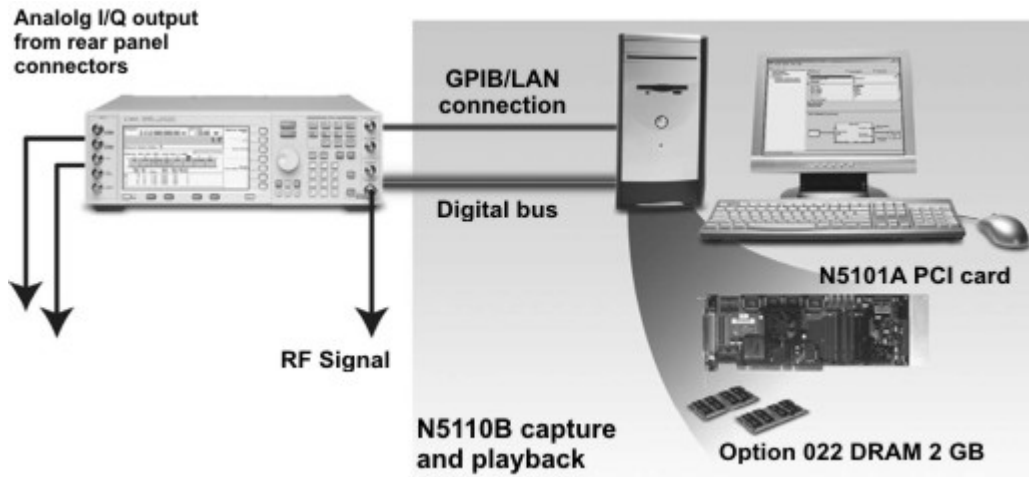 Analolg I/Q output
from rear panel
connectors
GPIB/LAN
connection
Digital bus
N5101A PCI card
RF Signal
N5110B capture
and playback
Option 022 DRAM 2 GB